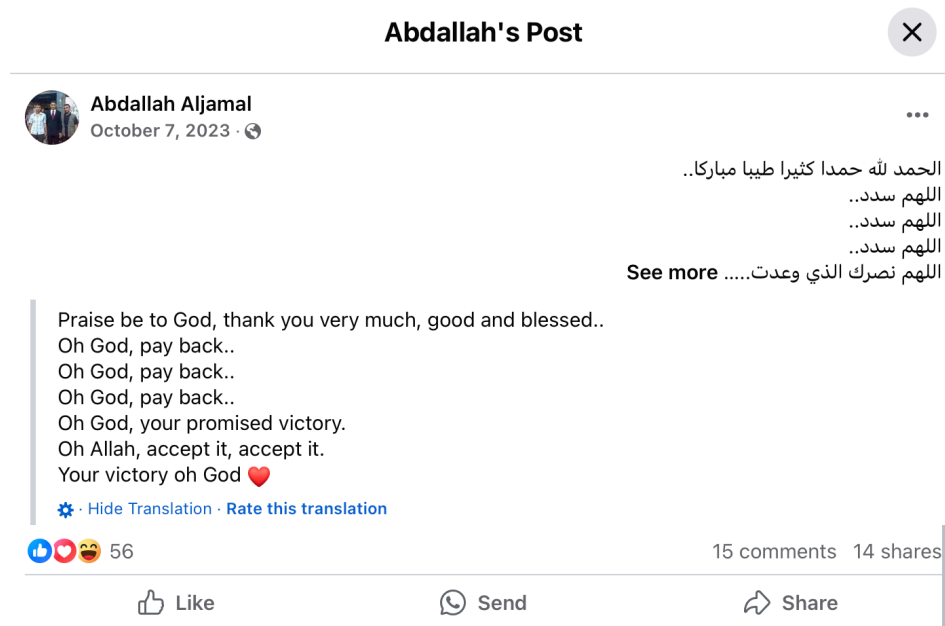 Abdallah's Post
Abdallah Aljamal
October 7, 2023 ·
الحمد لله حمدا كثيرا طيبا مباركا..
اللهم سدد..
اللهم سدد..
اللهم سدد..
اللهم نصرك الذي وعدت..... See more
Praise be to God, thank you very much, good and blessed..
Oh God, pay back..
Oh God, pay back..
Oh God, pay back..
Oh God, your promised victory.
Oh Allah, accept it, accept it.
Your victory oh God ❤️
· Hide Translation · Rate this translation
56 15 comments 14 shares
Like Send Share